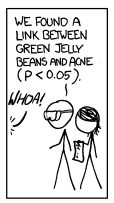 WE FOUND A
LINK BETWEEN
GREEN JELLY
BEANS AND ACNE
(P < 0.05).
WHOA!